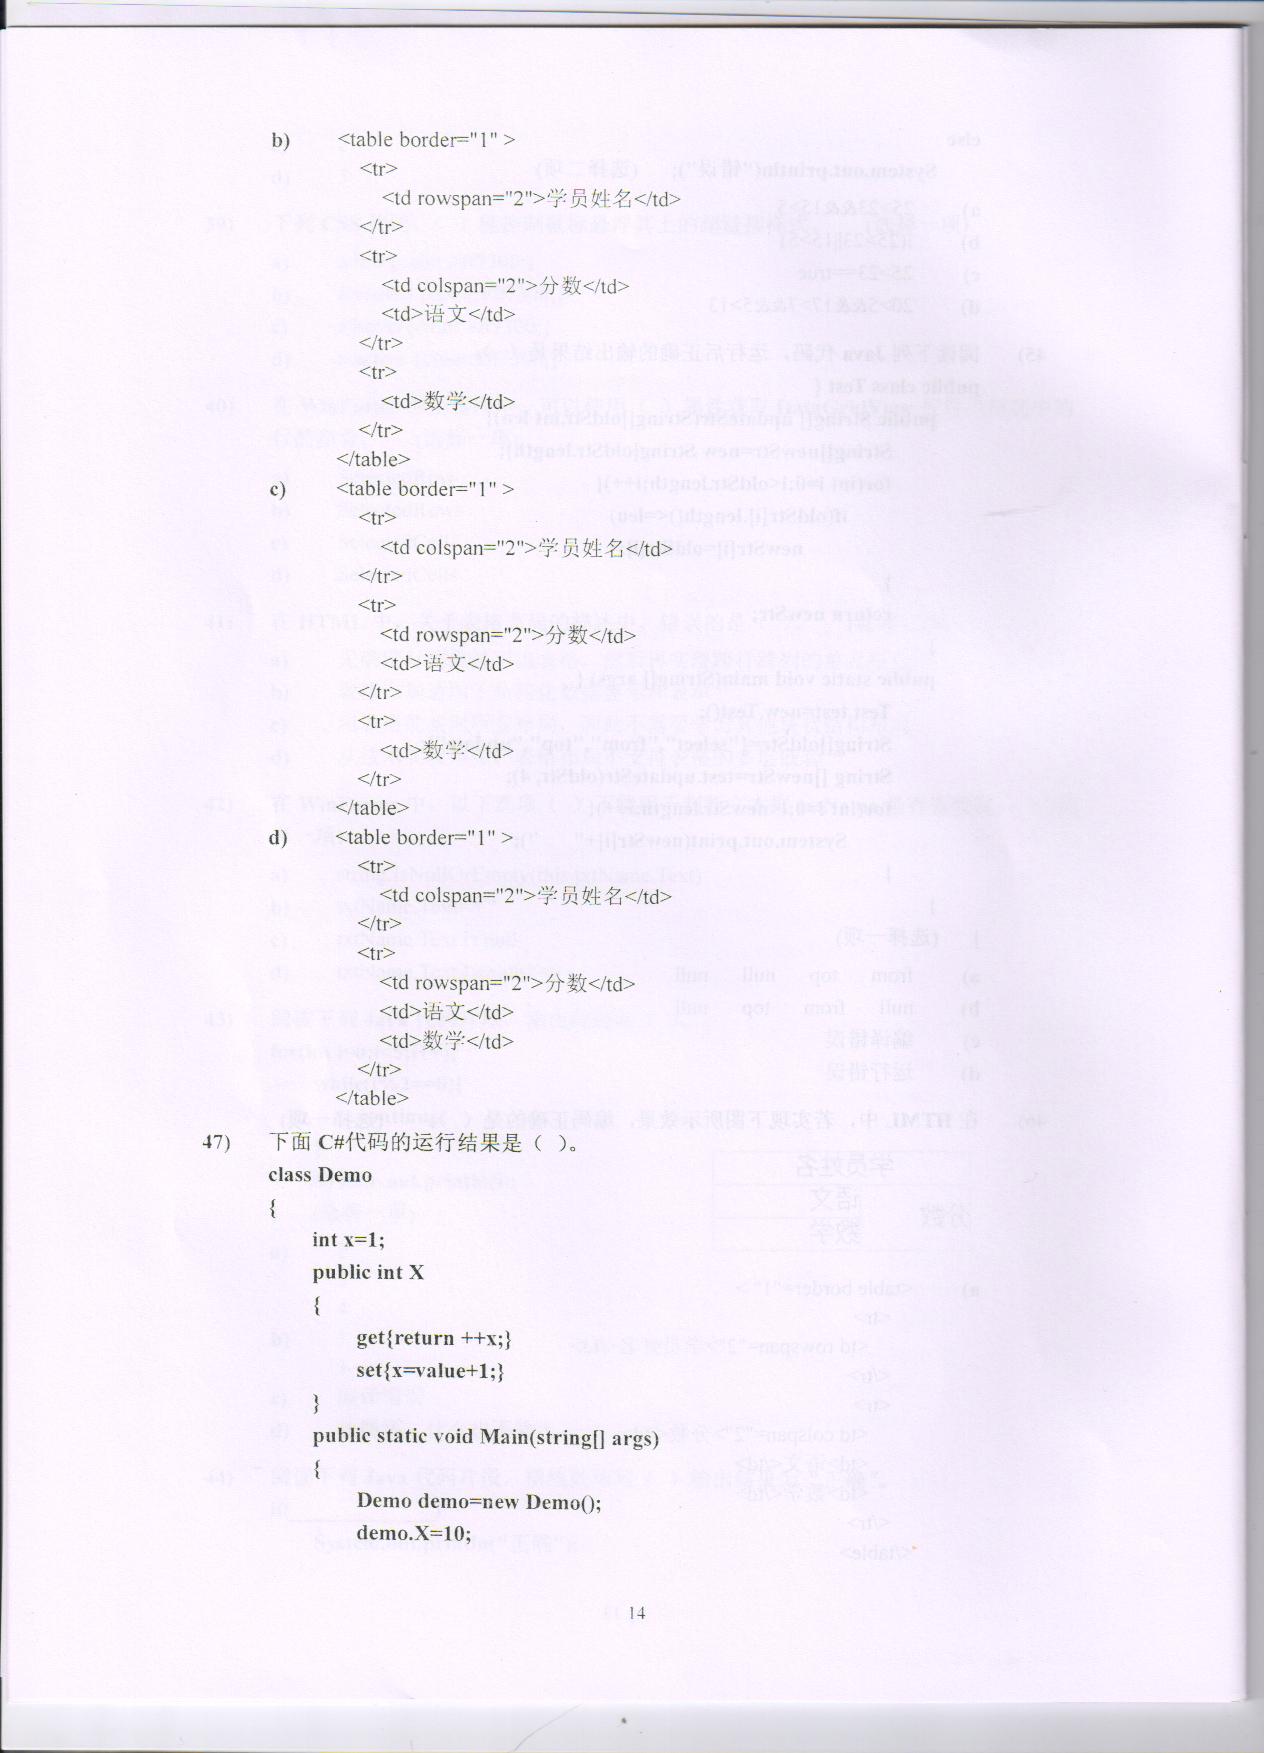 b) <table border="1" >
<tr>
<td rowspan="2">学员姓名</td>
</tr>
<tr>
<td colspan="2">分数</td>
<td>语文</td>
</tr>
<tr>
<td>数学</td>
</tr>
</table>
c) <table border="1" >
<tr>
<td colspan="2">学员姓名</td>
</tr>
<tr>
<td rowspan="2">分数</td>
<td>语文</td>
</tr>
<tr>
<td>数学</td>
</tr>
</table>
d) <table border="1" >
<tr>
<td colspan="2">学员姓名</td>
</tr>
<tr>
<td rowspan="2">分数</td>
<td>语文</td>
<td>数学</td>
</tr>
</table>
47) 下面 C#代码的运行结果是（ ）。
class Demo
{
int x=1;
public int X
{
get{return ++x;}
set{x=value+1;}
}
public static void Main(string[] args)
{
Demo demo=new Demo();
demo.X=10;
14